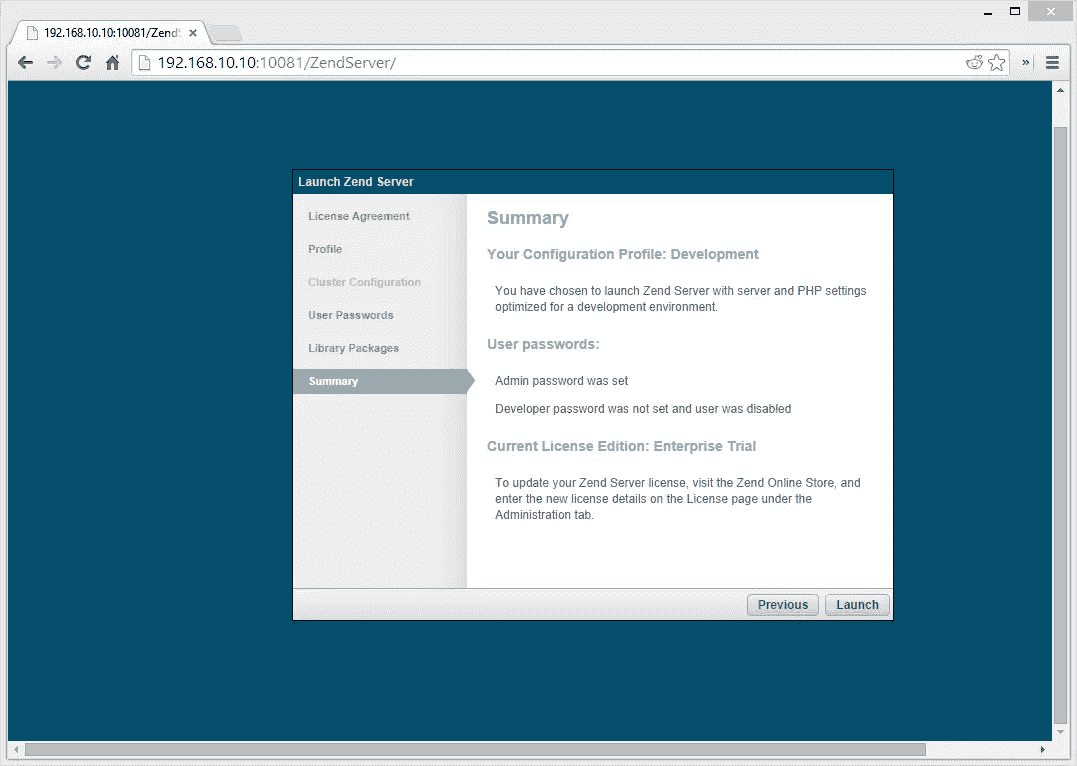 192.168.10.10:10081/Zend
192.168.10.10:10081/ZendServer/
Launch Zend Server
License Agreement
Profile
Cluster Configuration
User Passwords
Library Packages
Summary
Summary
Your Configuration Profile: Development
You have chosen to launch Zend Server with server and PHP settings
optimized for a development environment.
User passwords:
Admin password was set
Developer password was not set and user was disabled
Current License Edition: Enterprise Trial
To update your Zend Server license, visit the Zend Online Store, and
enter the new license details on the License page under the
Administration tab.
Previous
Launch